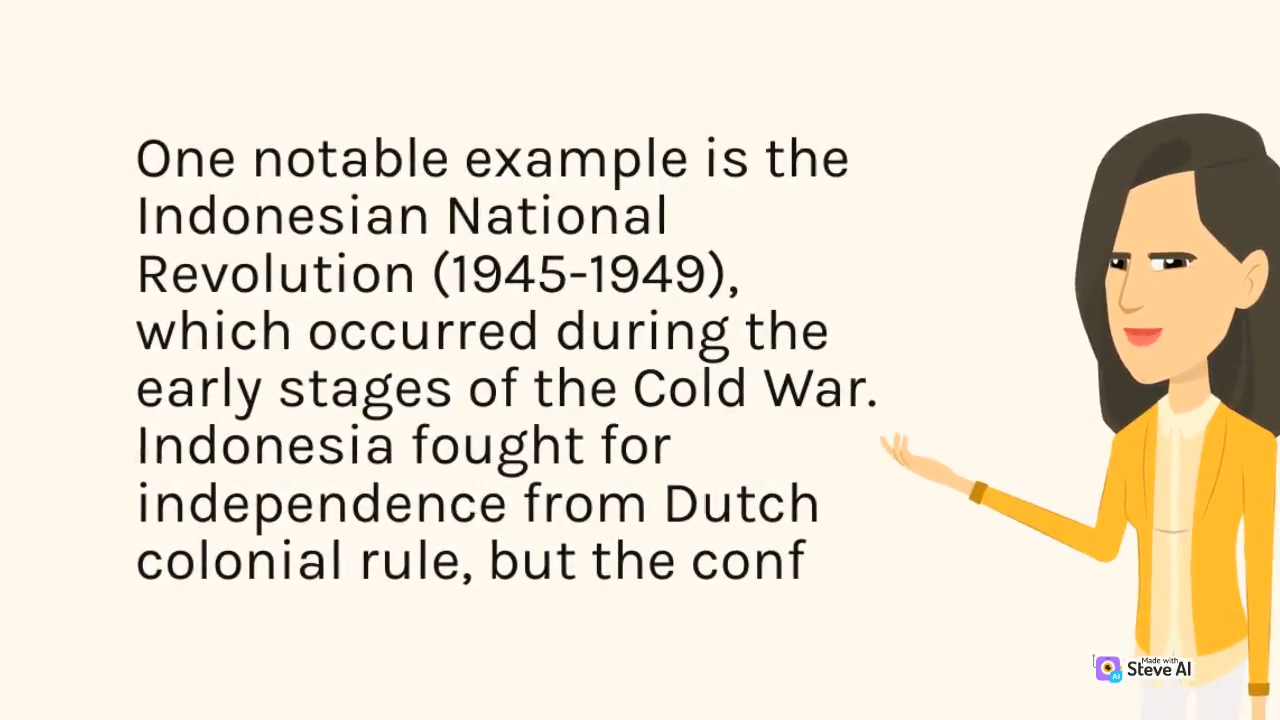 One notable example is the
Indonesian National
Revolution (1945-1949),
which occurred during the
early stages of the Cold War.
Indonesia fought for
independence from Dutch
colonial rule, but the conf
Made with
Steve AI
AI